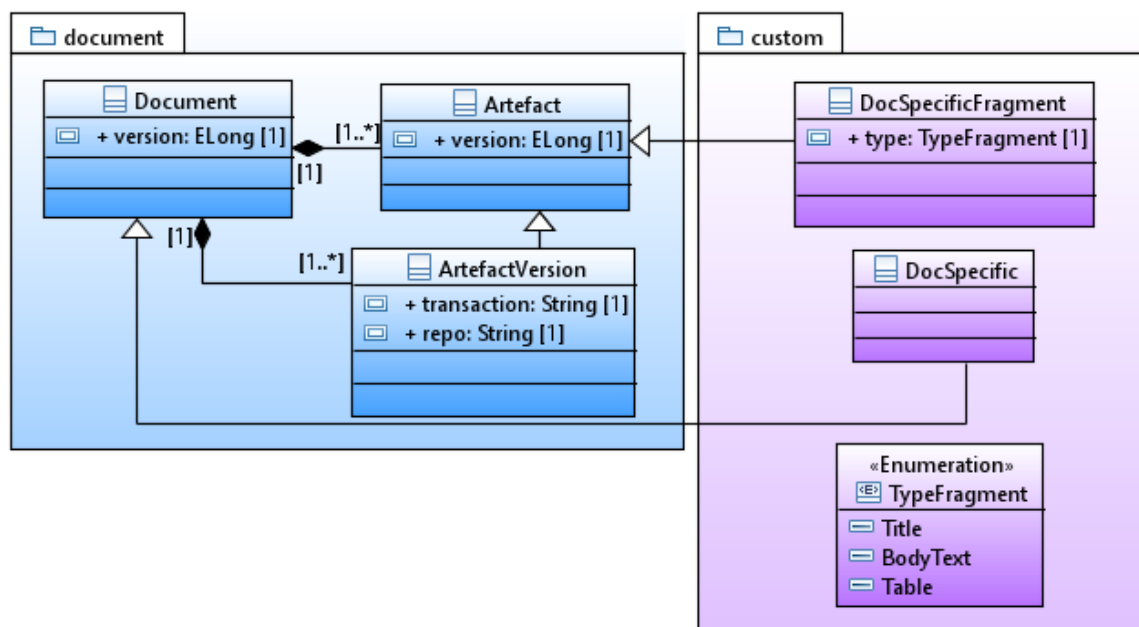 document
custom
Document
+ version: ELong [1]
[1..*]
[1]
Artefact
+ version: ELong [1]
DocSpecificFragment
+ type: TypeFragment [1]
[1]
[1..*]
ArtefactVersion
+ transaction: String [1]
+ repo: String [1]
DocSpecific
«Enumeration»
<E> TypeFragment
Title
BodyText
Table